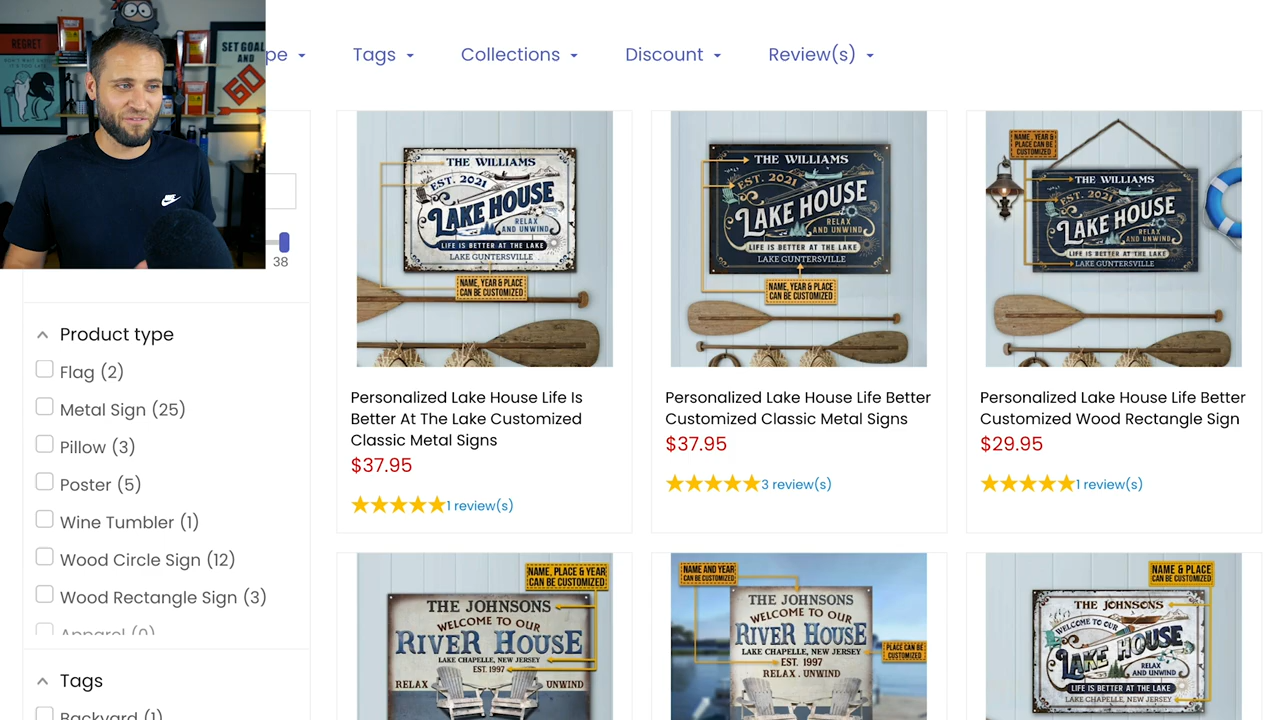 REGRET
SET GOAL
AND
GO
pe
Tags
Collections
Discount
Review(s)
38
Product type
Flag (2)
Metal Sign (25)
Pillow (3)
Poster (5)
Wine Tumbler (1)
Wood Circle Sign (12)
Wood Rectangle Sign (3)
Apparel (0)
Tags
Backyard (1)
THE WILLIAMS
EST. 2021
LAKE HOUSE
RELAX
AND UNWIND
LIFE IS BETTER AT THE LAKE
LAKE GUNTERSVILLE
NAME, YEAR & PLACE
CAN BE CUSTOMIZED
Personalized Lake House Life Is
Better At The Lake Customized
Classic Metal Signs
$37.95
1 review(s)
THE WILLIAMS
EST. 2021
LAKE HOUSE
RELAX
AND UNWIND
LIFE IS BETTER AT THE LAKE
LAKE GUNTERSVILLE
NAME, YEAR & PLACE
CAN BE CUSTOMIZED
Personalized Lake House Life Better
Customized Classic Metal Signs
$37.95
3 review(s)
NAME, YEAR &
PLACE CAN BE
CUSTOMIZED
THE WILLIAMS
EST. 2021
LAKE HOUSE
RELAX
AND UNWIND
LIFE IS BETTER AT THE LAKE
LAKE GUNTERSVILLE
Personalized Lake House Life Better
Customized Wood Rectangle Sign
$29.95
1 review(s)
NAME, PLACE & YEAR
CAN BE CUSTOMIZED
THE JOHNSONS
WELCOME TO OUR
RIVER HOUSE
LAKE CHAPELLE, NEW JERSEY
EST. 1997
RELAX
UNWIND
NAME AND YEAR
CAN BE CUSTOMIZED
THE JOHNSONS
WELCOME TO OUR
RIVER HOUSE
LAKE CHAPELLE, NEW JERSEY
EST. 1997
RELAX . UNWIND
PLACE CAN BE
CUSTOMIZED
NAME & PLACE
CAN BE CUSTOMIZED
THE JOHNSONS
WELCOME TO OUR
LAKE HOUSE
RELAX
AND UNWIND
LIFE IS BETTER AT THE LAKE
LAKE CHAPELLE, NEW JERSEY